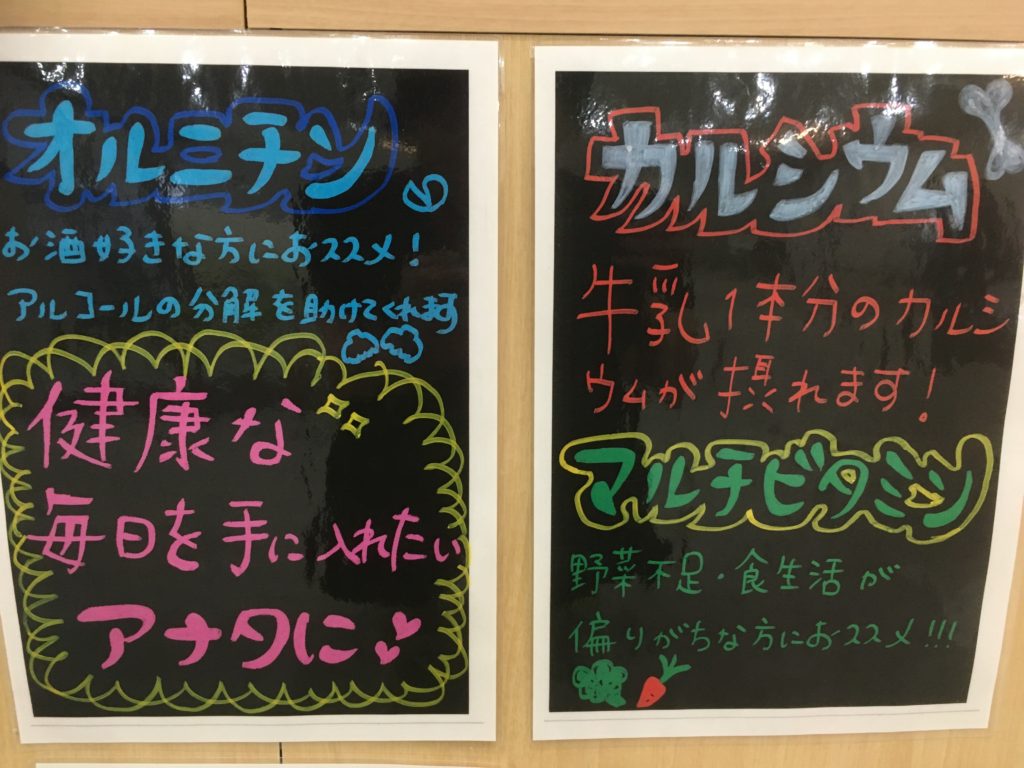 オルニチン
お酒好きな方におススメ!
アルコールの分解を助けてくれます
健康な
毎日を手に入れたい
アナタに
カルシウム
牛乳1本分のカルシ
ウムが摂れます!
マルチビタミン
野菜不足・食生活が
偏りがちな方におススメ!!!